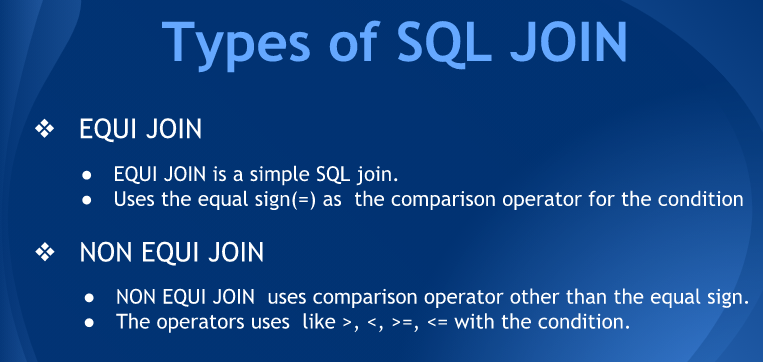 Types of SQL JOIN
❖ EQUI JOIN
● EQUI JOIN is a simple SQL join.
● Uses the equal sign(=) as  the comparison operator for the condition
❖ NON EQUI JOIN
● NON EQUI JOIN  uses comparison operator other than the equal sign.
● The operators uses  like >, <, >=, <= with the condition.